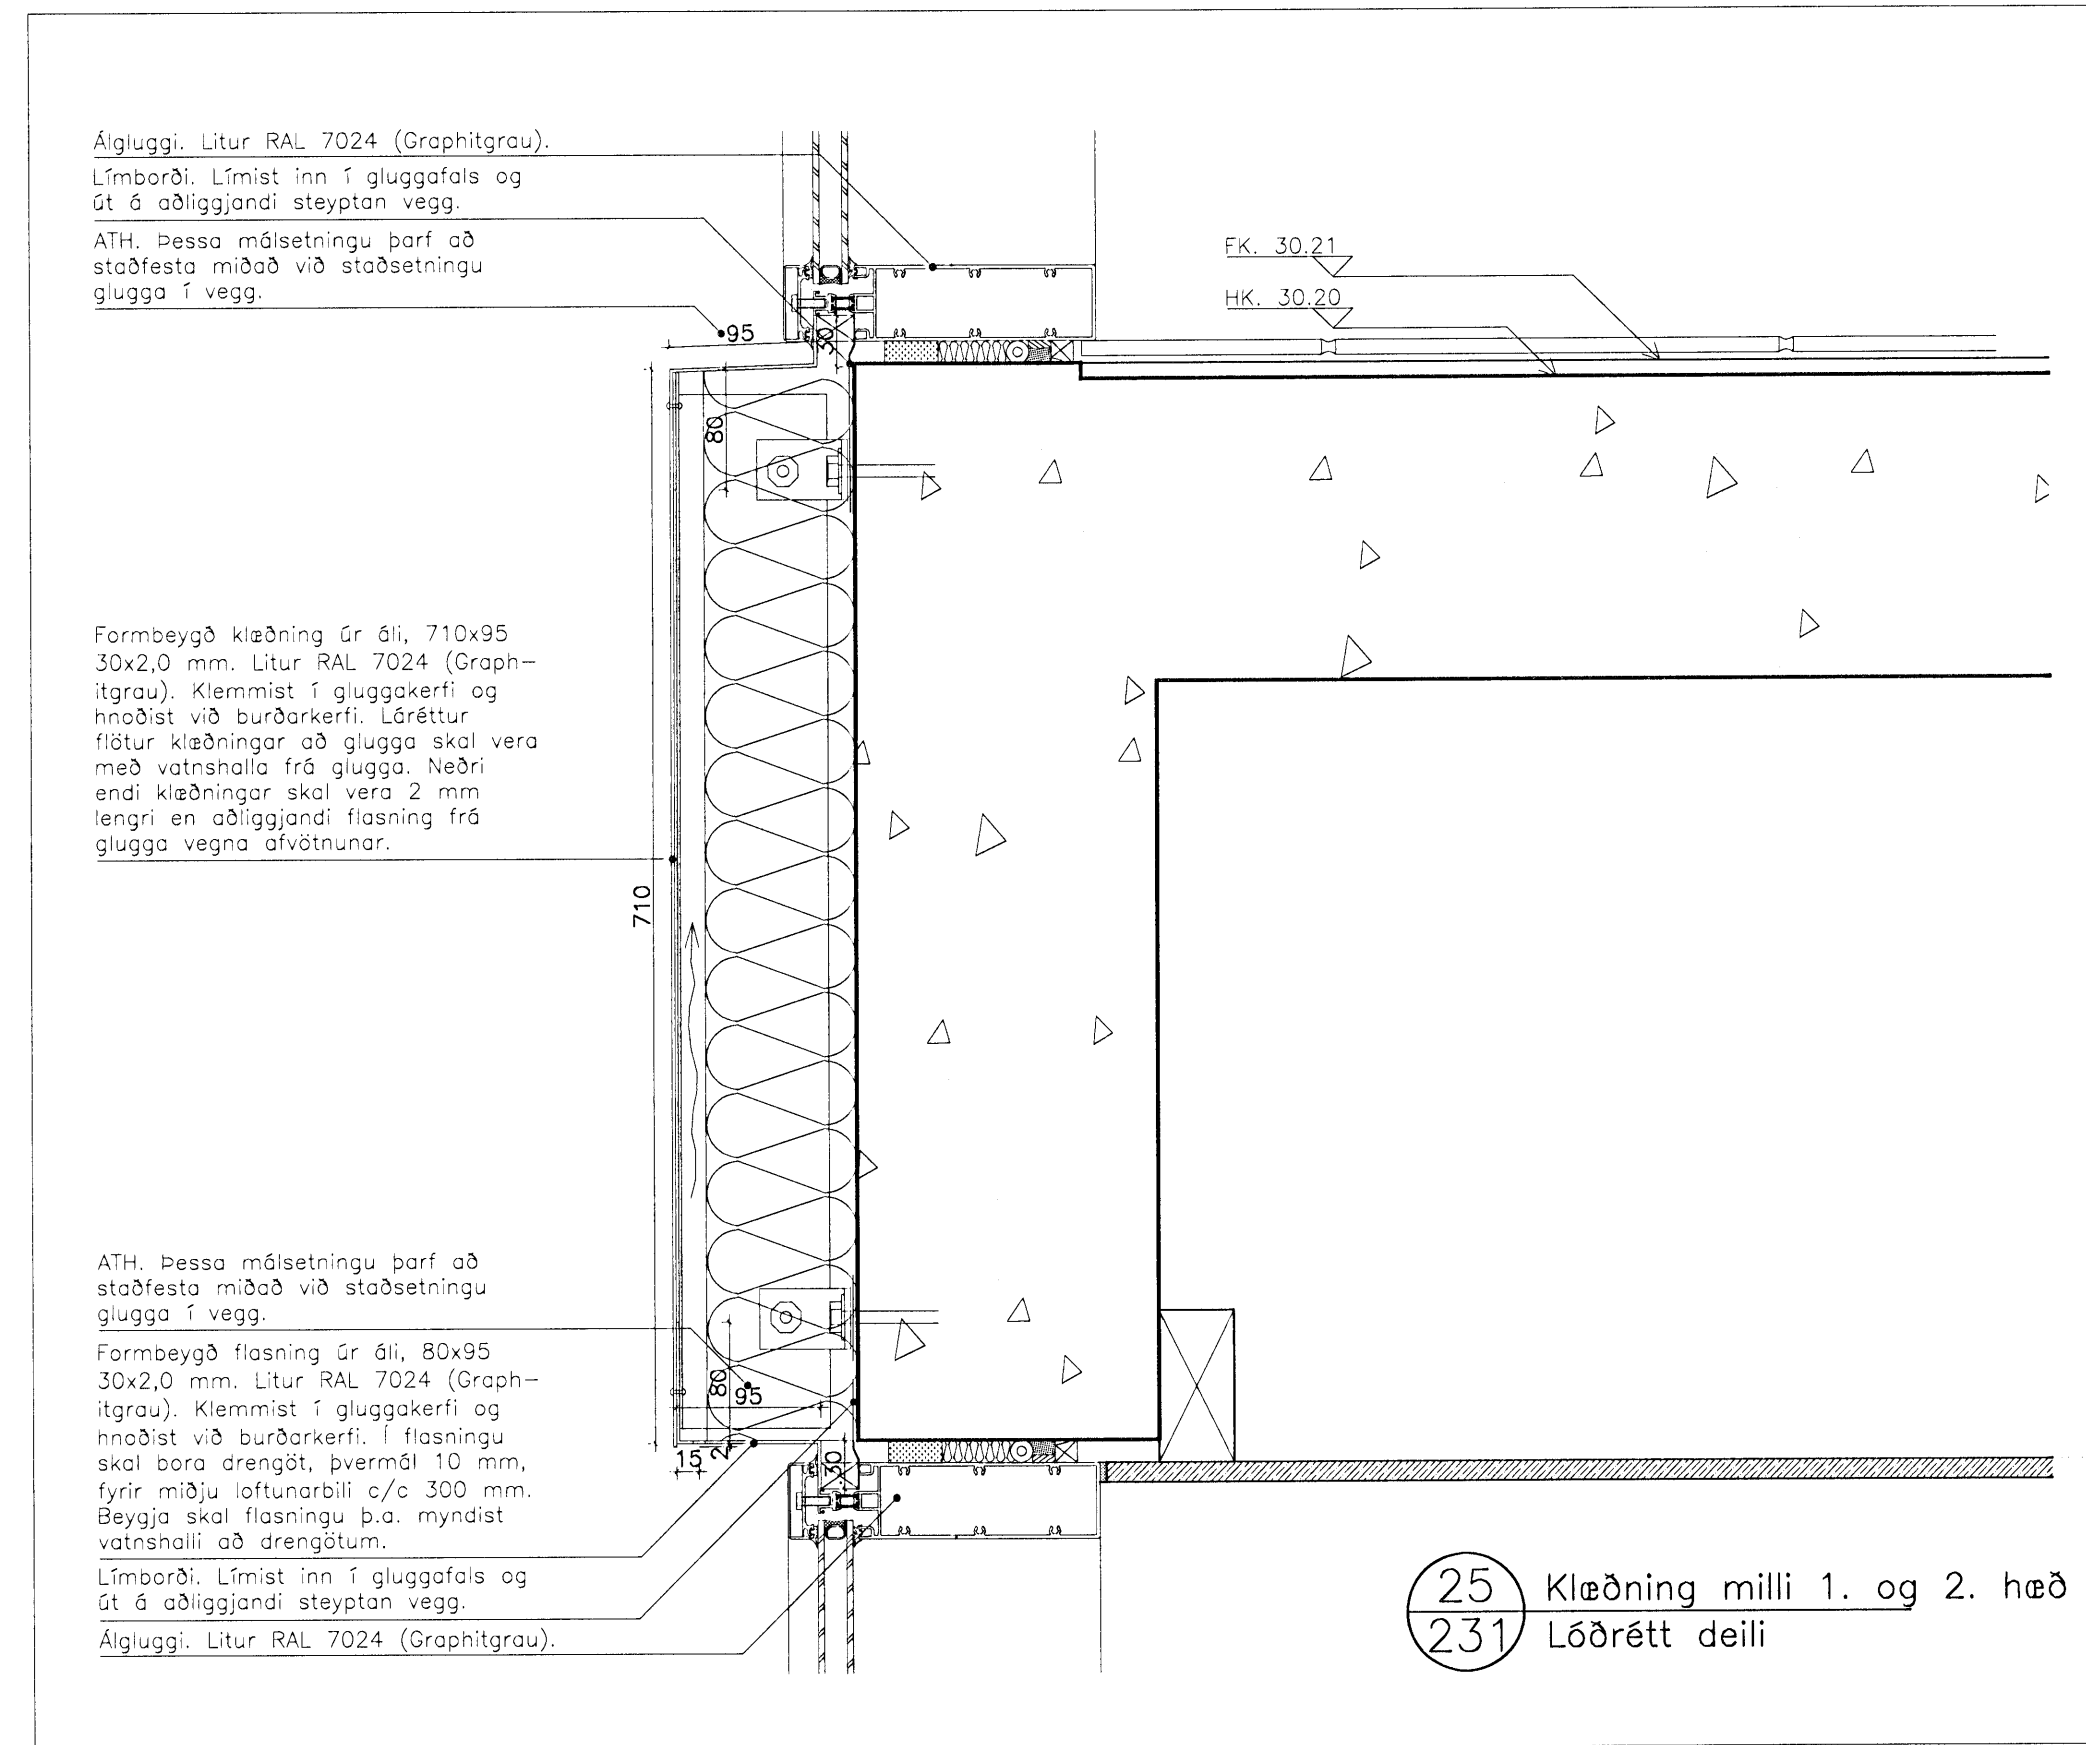 Álgluggi. Litur RAL 7024 (Graphitgrau).
Límborði. Límist inn í gluggafals og
út á aðliggjandi steyptan vegg.
ATH. Þessa málsetningu þarf að
staðfesta miðað við staðsetningu
glugga í vegg.
95
30
FK. 30.21
HK. 30.20
80
Formbeygð klæðning úr áli, 710x95
30x2,0 mm. Litur RAL 7024 (Graph-
itgrau). Klemmist í gluggakerfi og
hnoðist við burðarkerfi. Láréttur
flötur klæðningar að glugga skal vera
með vatnshalla frá glugga. Neðri
endi klæðningar skal vera 2 mm
lengri en aðliggjandi flasning frá
glugga vegna afvötnunar.
710
ATH. Þessa málsetningu þarf að
staðfesta miðað við staðsetningu
glugga í vegg.
Formbeygð flasning úr áli, 80x95
30x2,0 mm. Litur RAL 7024 (Graph-
itgrau). Klemmist í gluggakerfi og
hnoðist við burðarkerfi. Í flasningu
skal bora drengöt, þvermál 10 mm,
fyrir miðju loftunarbili c/c 300 mm.
Beygja skal flasningu þ.a. myndist
vatnshalli að drengötum.
Límborði. Límist inn í gluggafals og
út á aðliggjandi steyptan vegg.
Álgluggi. Litur RAL 7024 (Graphitgrau).
80
95
15
2
30
25
231
Klæðning milli 1. og 2. hæð
Lóðrétt deili